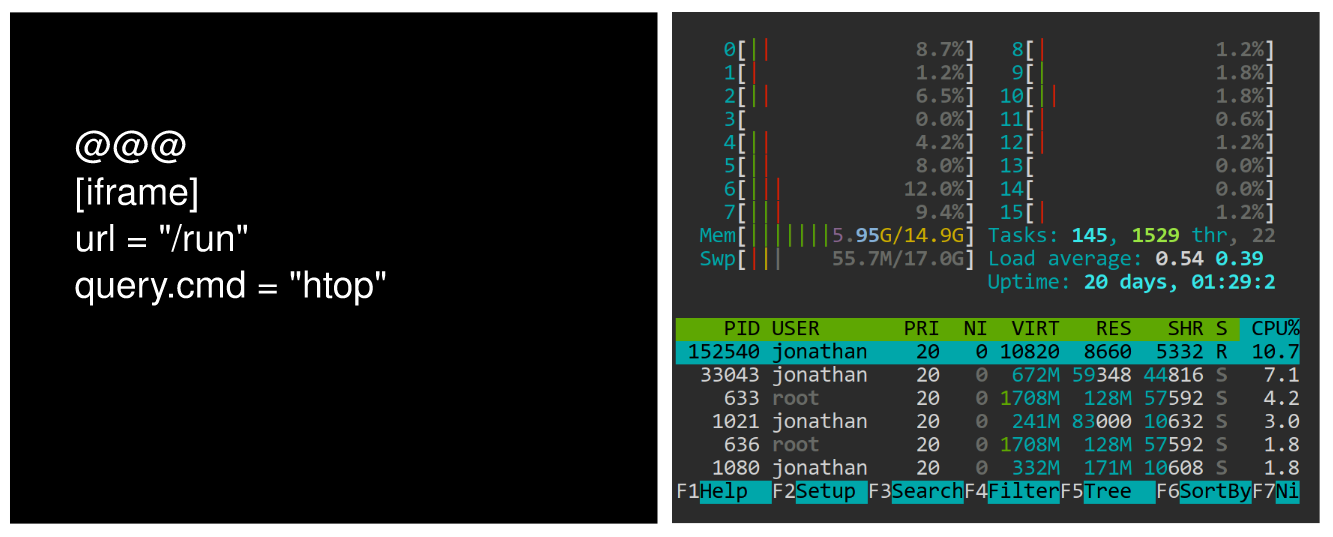 @@@
[iframe]
url = "/run"
query.cmd = "htop"
0[|| 8.7%] 8[| 1.2%]
1[| 1.2%] 9[| 1.8%]
2[|| 6.5%] 10[|| 1.8%]
3[ 0.0%] 11[| 0.6%]
4[|| 4.2%] 12[| 1.2%]
5[|| 8.0%] 13[ 0.0%]
6[||| 12.0%] 14[ 0.0%]
7[||| 9.4%] 15[| 1.2%]
Mem[|||||||5.95G/14.9G] Tasks: 145, 1529 thr, 22
Swp[||| 55.7M/17.0G] Load average: 0.54 0.39
Uptime: 20 days, 01:29:2
PID USER PRI NI VIRT RES SHR S CPU%
152540 jonathan 20 0 10820 8660 5332 R 10.7
33043 jonathan 20 0 672M 59348 44816 S 7.1
633 root 20 0 1708M 128M 57592 S 4.2
1021 jonathan 20 0 241M 83000 10632 S 3.0
636 root 20 0 1708M 128M 57592 S 1.8
1080 jonathan 20 0 332M 171M 10608 S 1.8
F1Help F2Setup F3SearchF4FilterF5Tree F6SortByF7Ni